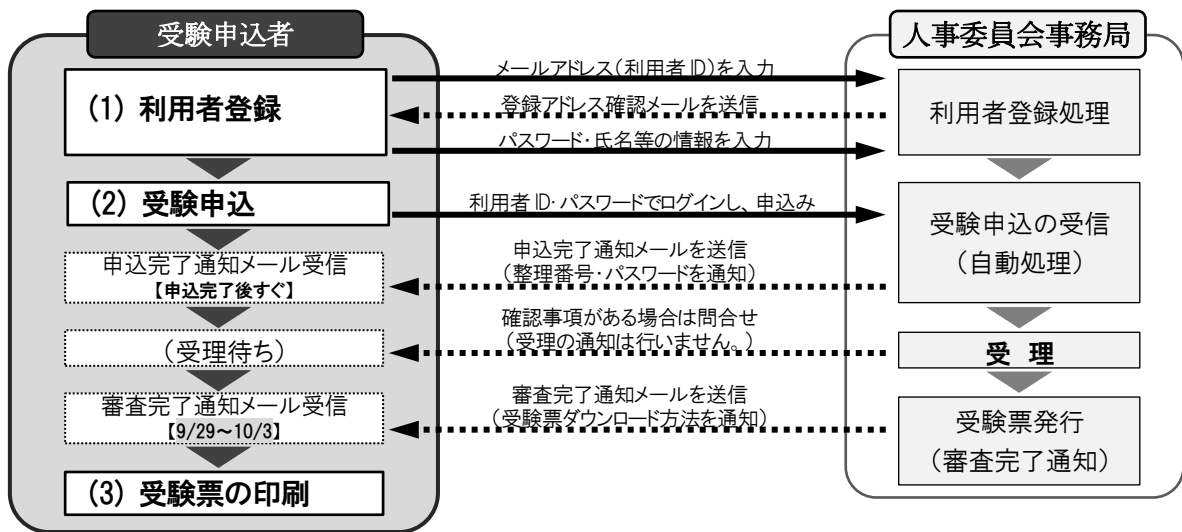 受験申込者
人事委員会事務局
(1) 利用者登録
メールアドレス(利用者ID)を入力
登録アドレス確認メールを送信
パスワード・氏名等の情報を入力
利用者登録処理
(2) 受験申込
利用者ID・パスワードでログインし、申込み
受験申込の受信
(自動処理)
申込完了通知メール受信
【申込完了後すぐ】
申込完了通知メールを送信
(整理番号・パスワードを通知)
(受理待ち)
確認事項がある場合は問合せ
(受理の通知は行いません。)
受 理
審査完了通知メール受信
【9/29~10/3】
審査完了通知メールを送信
(受験票ダウンロード方法を通知)
受験票発行
(審査完了通知)
(3) 受験票の印刷